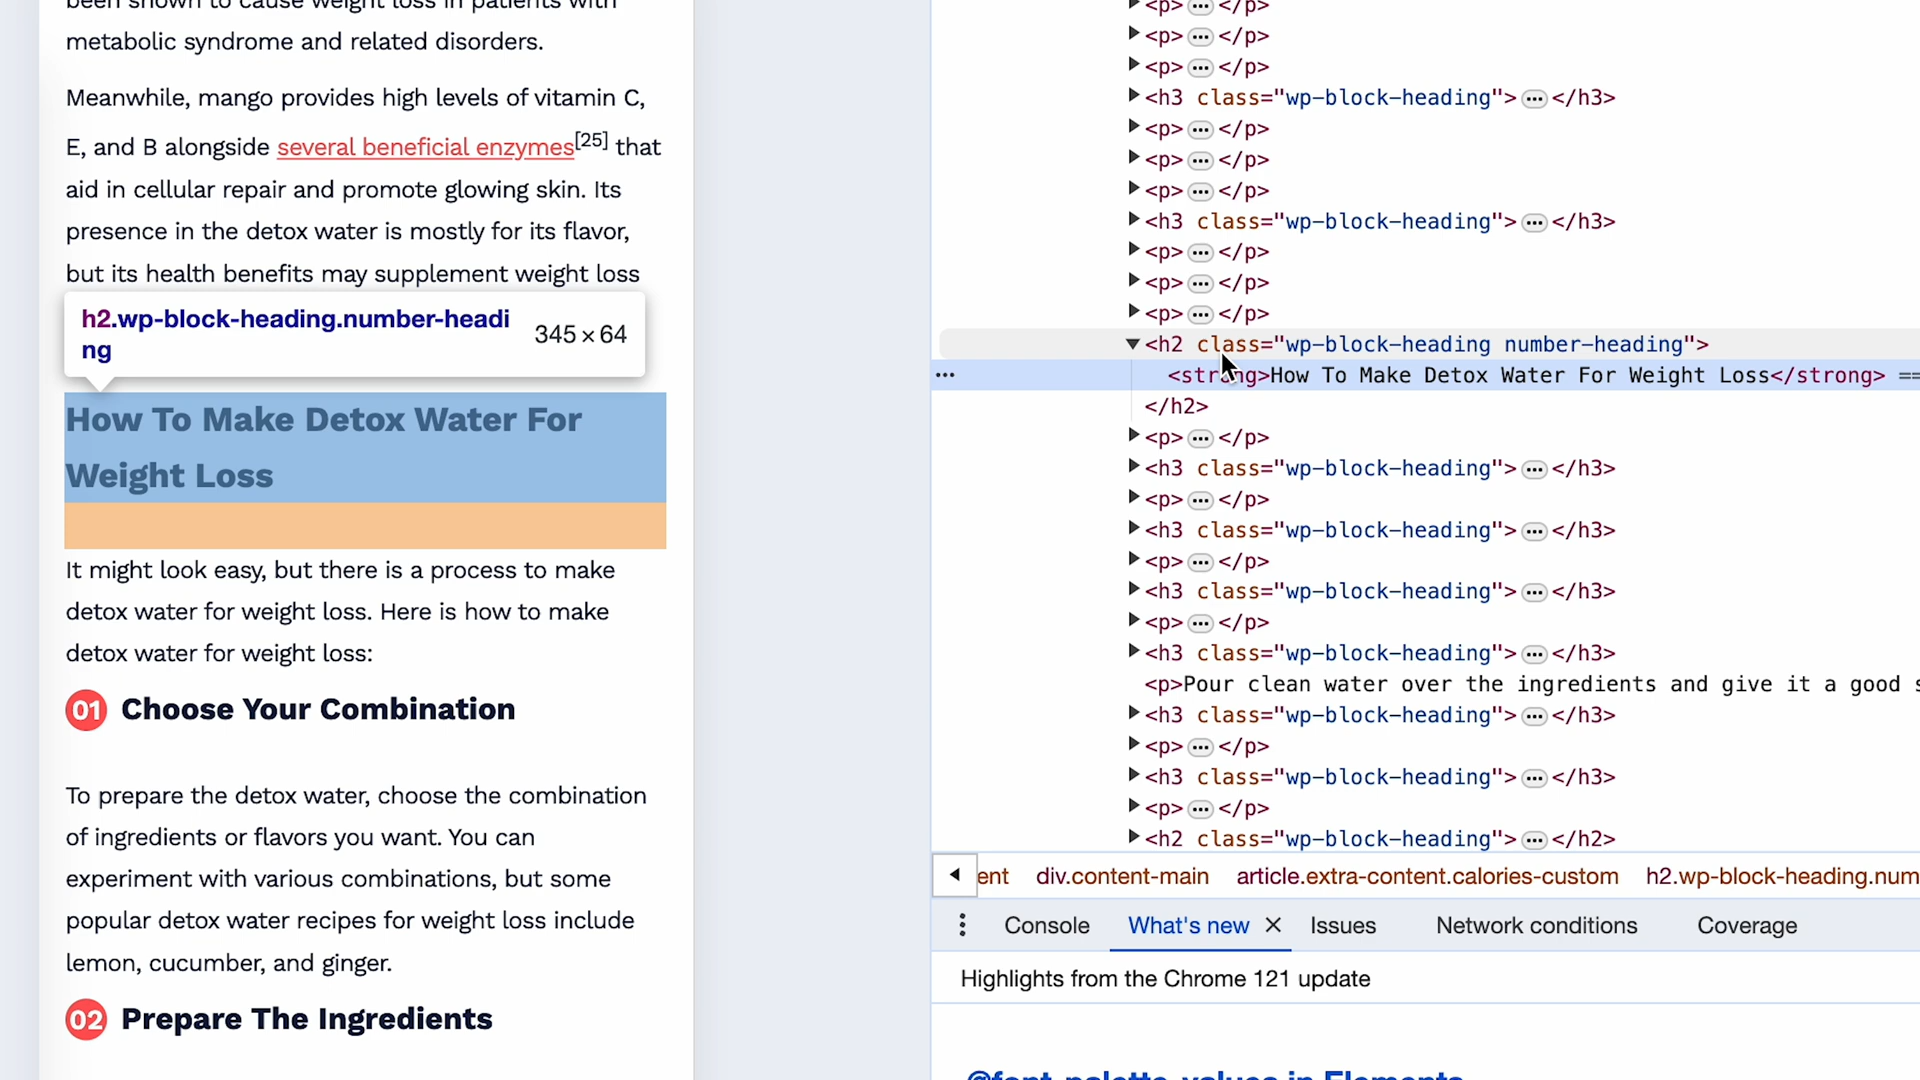 been shown to cause weight loss in patients with
metabolic syndrome and related disorders.
Meanwhile, mango provides high levels of vitamin C,
E, and B alongside several beneficial enzymes[25] that
aid in cellular repair and promote glowing skin. Its
presence in the detox water is mostly for its flavor,
but its health benefits may supplement weight loss
h2.wp-block-heading.number-headi
ng
345 × 64
How To Make Detox Water For
Weight Loss
It might look easy, but there is a process to make
detox water for weight loss. Here is how to make
detox water for weight loss:
01 Choose Your Combination
To prepare the detox water, choose the combination
of ingredients or flavors you want. You can
experiment with various combinations, but some
popular detox water recipes for weight loss include
lemon, cucumber, and ginger.
02 Prepare The Ingredients
<p>…</p>
<p>…</p>
<p>…</p>
<h3 class="wp-block-heading">…</h3>
<p>…</p>
<p>…</p>
<p>…</p>
<h3 class="wp-block-heading">…</h3>
<p>…</p>
<p>…</p>
<p>…</p>
<h2 class="wp-block-heading number-heading">
… <strong>How To Make Detox Water For Weight Loss</strong> ==
</h2>
<p>…</p>
<h3 class="wp-block-heading">…</h3>
<p>…</p>
<h3 class="wp-block-heading">…</h3>
<p>…</p>
<h3 class="wp-block-heading">…</h3>
<p>…</p>
<h3 class="wp-block-heading">…</h3>
<p>Pour clean water over the ingredients and give it a good s
<h3 class="wp-block-heading">…</h3>
<p>…</p>
<h3 class="wp-block-heading">…</h3>
<p>…</p>
<h2 class="wp-block-heading">…</h2>
ent div.content-main article.extra-content.calories-custom h2.wp-block-heading.num
Console What's new Issues Network conditions Coverage
Highlights from the Chrome 121 update
@font-palette-values in Elements